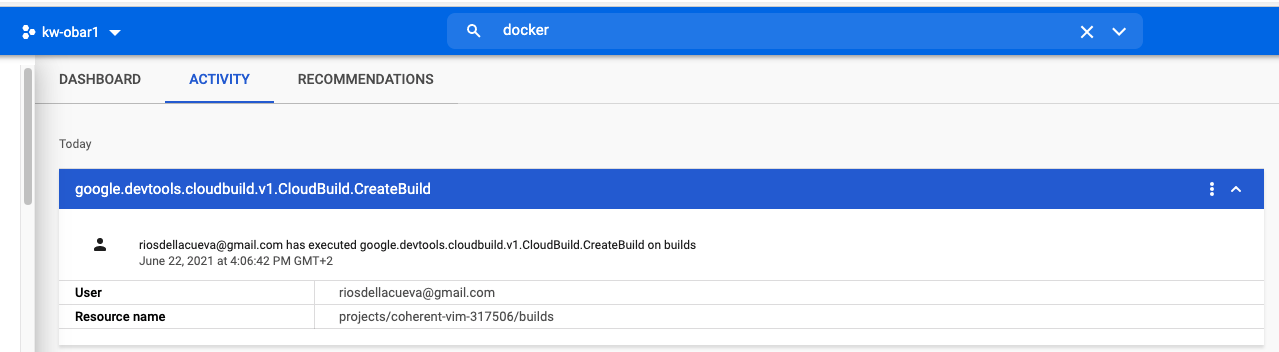 kw-obar1
docker
DASHBOARD ACTIVITY RECOMMENDATIONS
Today
google.devtools.cloudbuild.v1.CloudBuild.CreateBuild
riosdellacueva@gmail.com has executed google.devtools.cloudbuild.v1.CloudBuild.CreateBuild on builds
June 22, 2021 at 4:06:42 PM GMT+2
User riosdellacueva@gmail.com
Resource name projects/coherent-vim-317506/builds